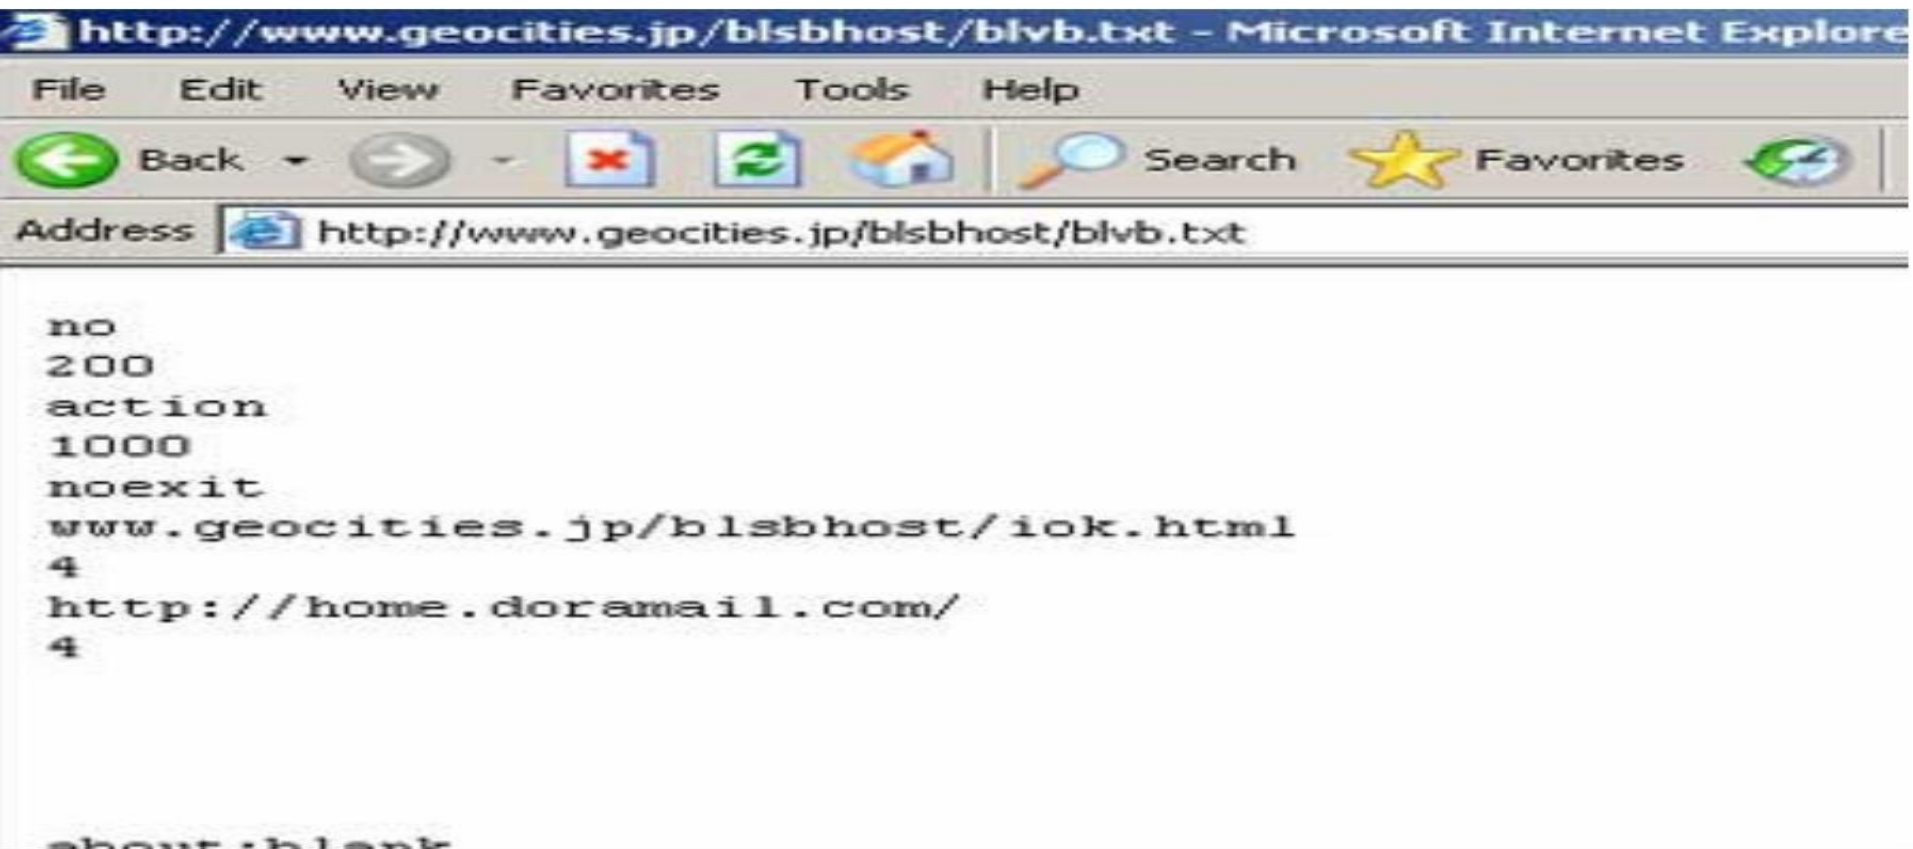 http://www.geocities.jp/blsbhost/blvb.txt - Microsoft Internet Explore
File Edit View Favorites Tools Help
Back Search Favorites
Address http://www.geocities.jp/blsbhost/blvb.txt
no
200
action
1000
noexit
www.geocities.jp/blsbhost/iok.html
4
http://home.doramail.com/
4
about:blank